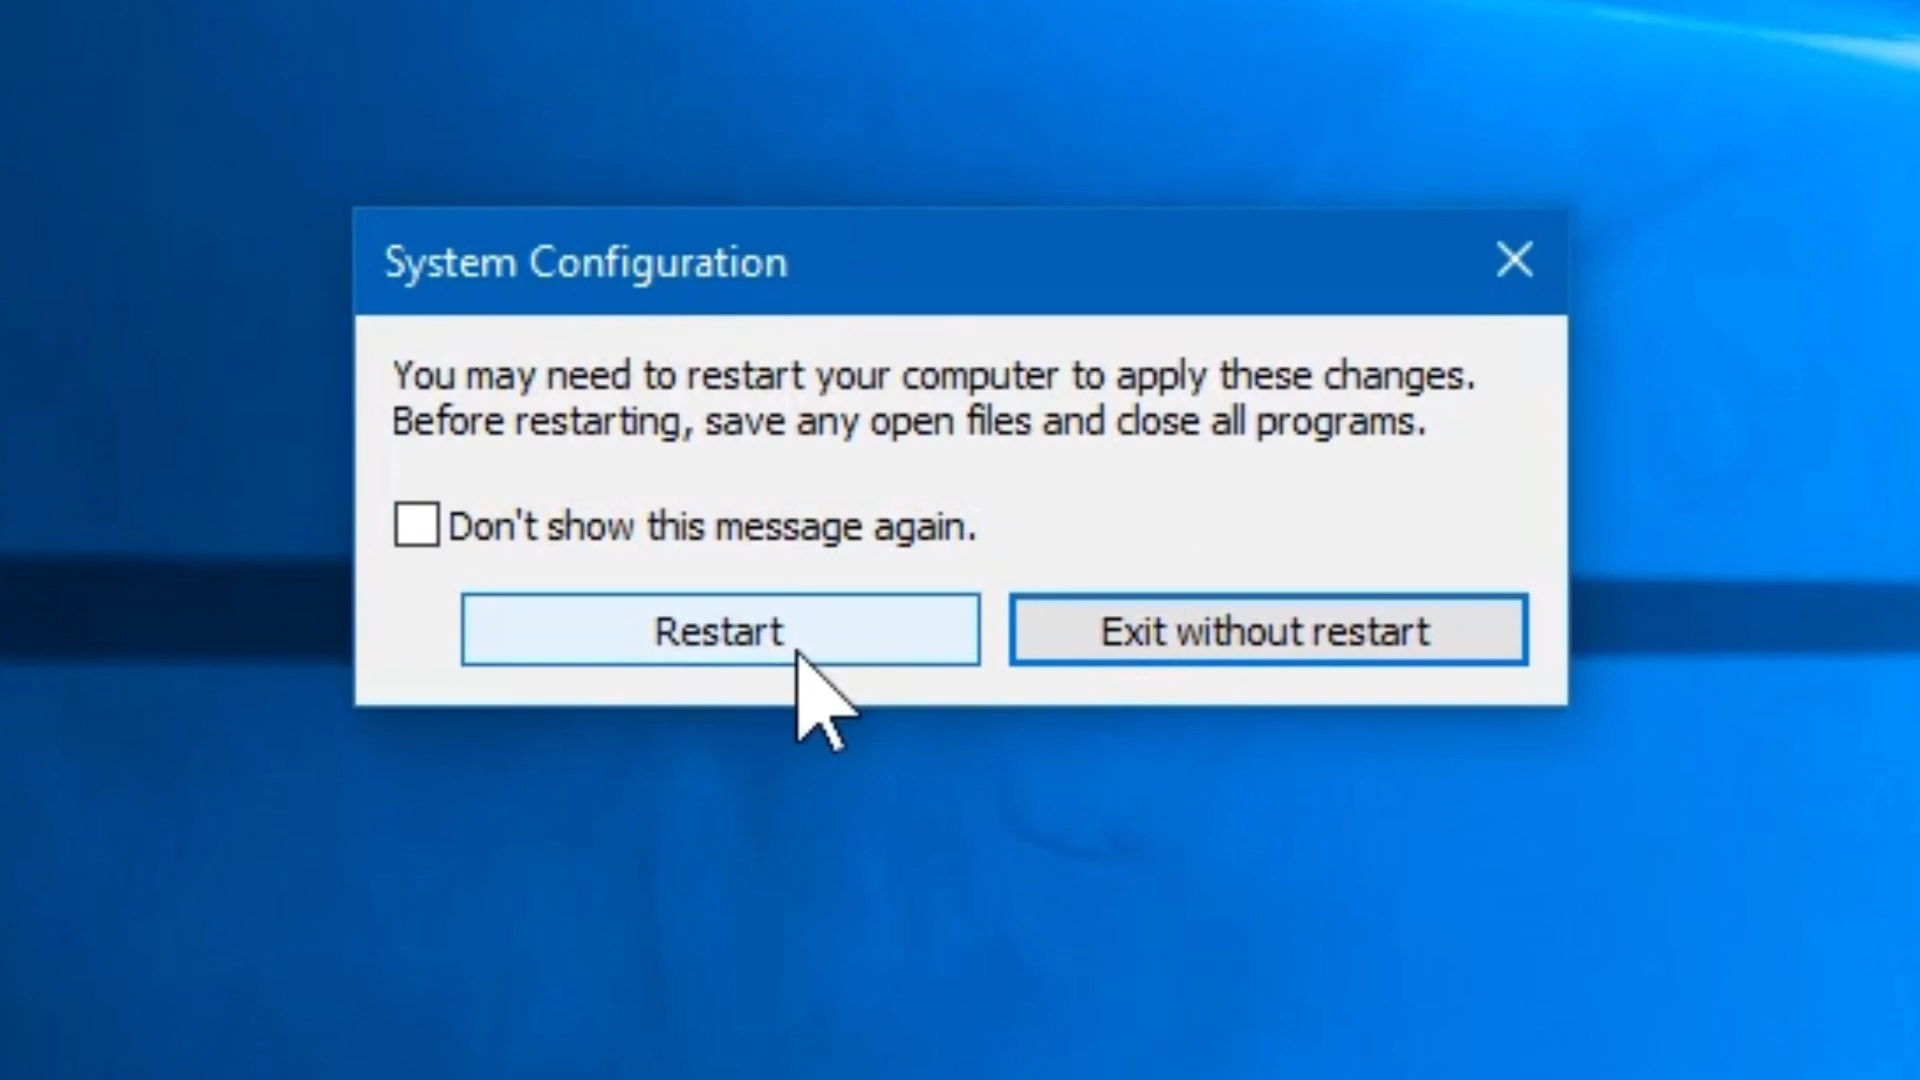 System Configuration
You may need to restart your computer to apply these changes.
Before restarting, save any open files and close all programs.
Don't show this message again.
Restart
Exit without restart